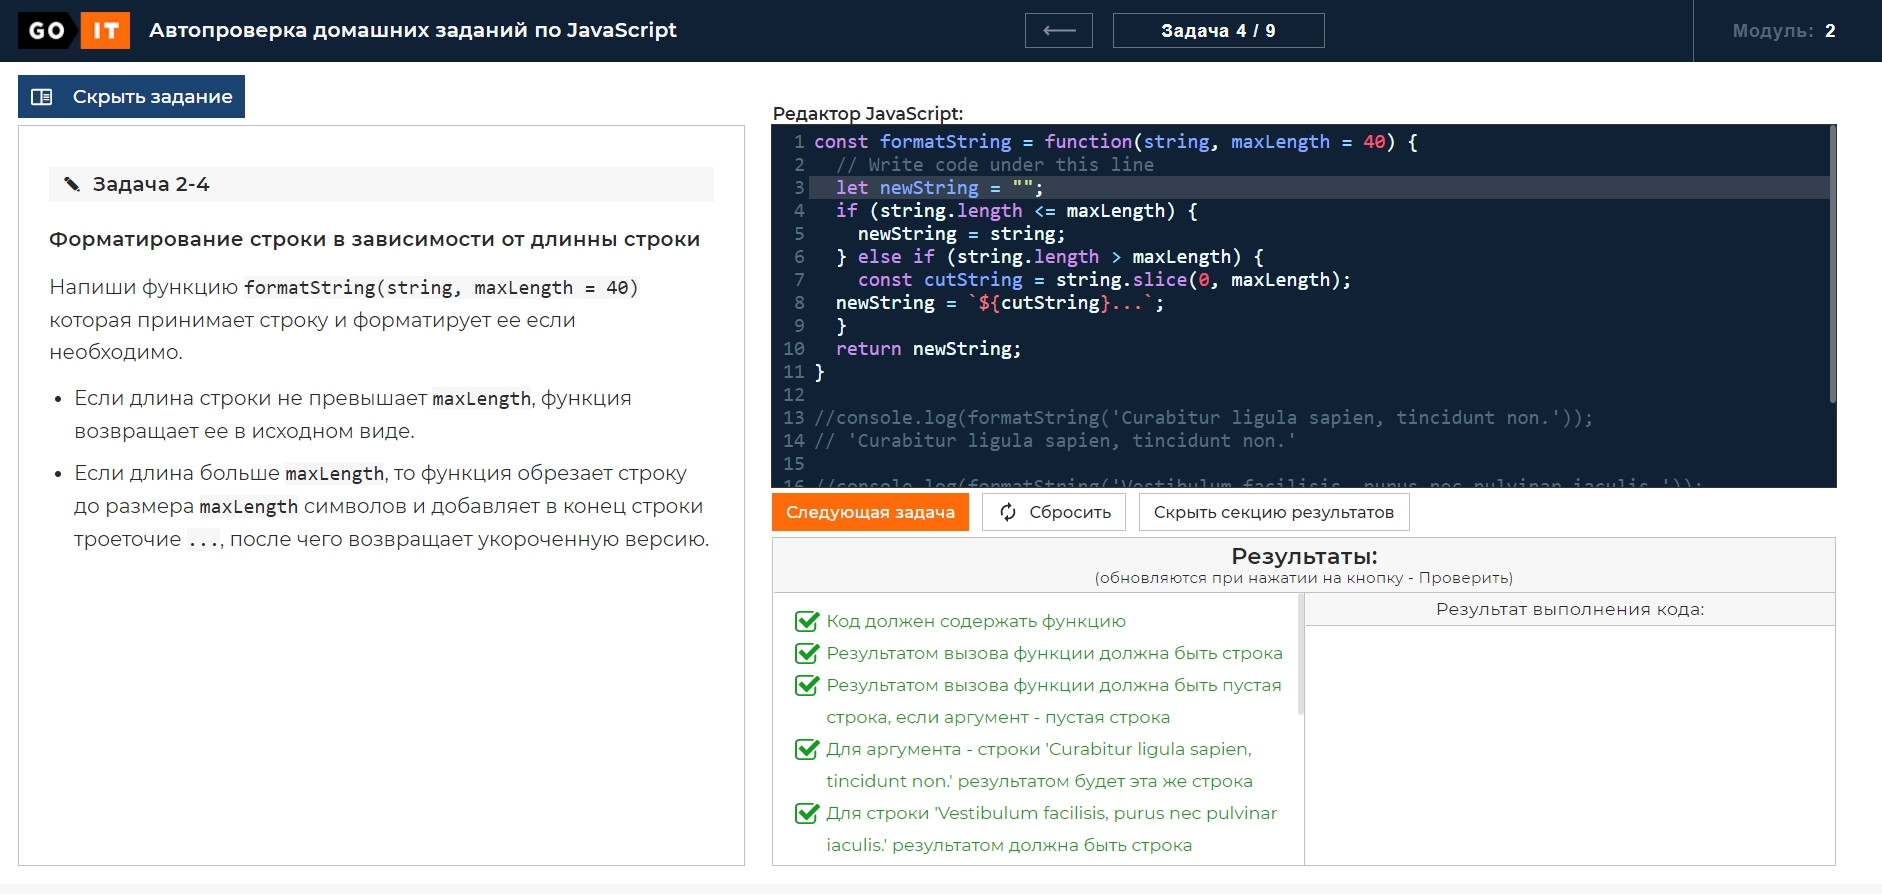 GO IT Автопроверка домашних заданий по JavaScript
Задача 4 / 9
Модуль: 2
Скрыть задание
Задача 2-4
Форматирование строки в зависимости от длинны строки
Напиши функцию formatString(string, maxLength = 40)
которая принимает строку и форматирует ее если
необходимо.
• Если длина строки не превышает maxLength, функция
возвращает ее в исходном виде.
• Если длина больше maxLength, то функция обрезает строку
до размера maxLength символов и добавляет в конец строки
троеточие ..., после чего возвращает укороченную версию.
Редактор JavaScript:
1 const formatString = function(string, maxLength = 40) {
2 // Write code under this line
3 let newString = "";
4 if (string.length <= maxLength) {
5 newString = string;
6 } else if (string.length > maxLength) {
7 const cutString = string.slice(0, maxLength);
8 newString = `${cutString}...`;
9 }
10 return newString;
11 }
12
13 //console.log(formatString('Curabitur ligula sapien, tincidunt non.'));
14 // 'Curabitur ligula sapien, tincidunt non.'
15
16 //console.log(formatString('Vestibulum facilisis, purus nec pulvinar iaculis.'));
Следующая задача
Сбросить
Скрыть секцию результатов
Результаты:
(обновляются при нажатии на кнопку - Проверить)
Код должен содержать функцию
Результатом вызова функции должна быть строка
Результатом вызова функции должна быть пустая
строка, если аргумент - пустая строка
Для аргумента - строки 'Curabitur ligula sapien,
tincidunt non.' результатом будет эта же строка
Для строки 'Vestibulum facilisis, purus nec pulvinar
iaculis.' результатом должна быть строка
Результат выполнения кода: